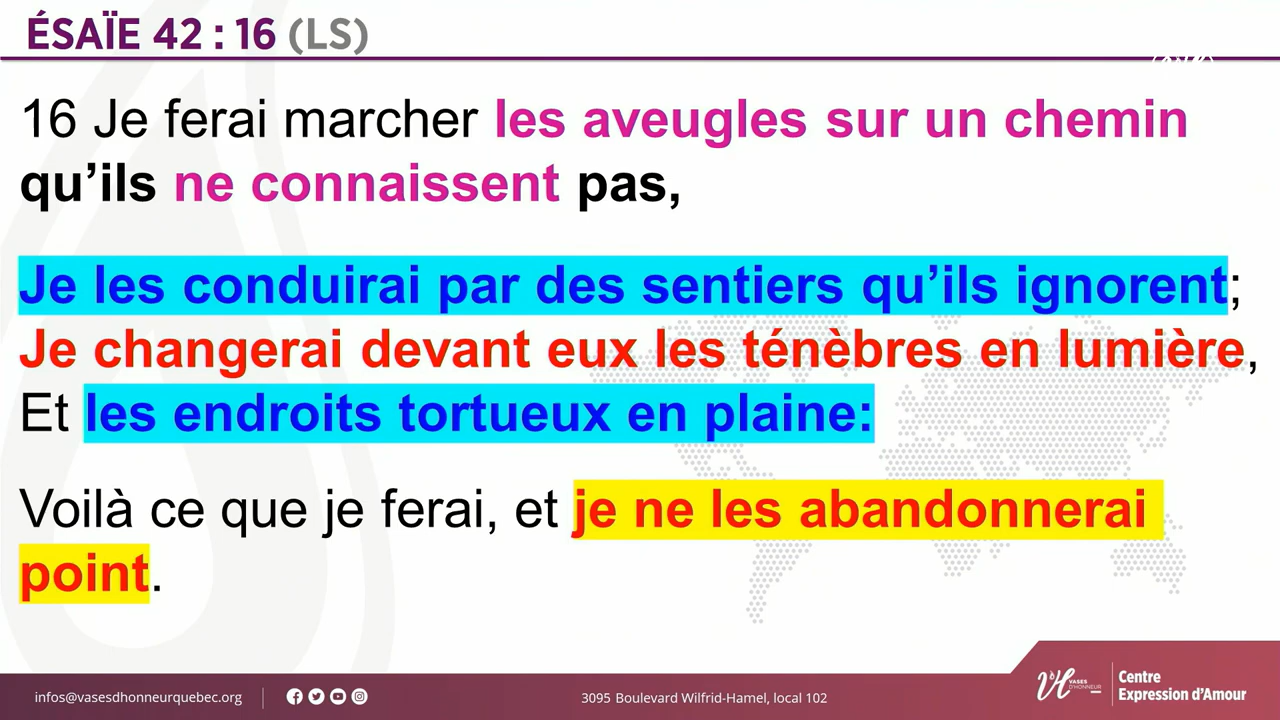 ÉSAÏE 42 : 16 (LS)
16 Je ferai marcher les aveugles sur un chemin
qu’ils ne connaissent pas,
Je les conduirai par des sentiers qu’ils ignorent;
Je changerai devant eux les ténèbres en lumière,
Et les endroits tortueux en plaine:
Voilà ce que je ferai, et je ne les abandonnerai
point.
infos@vasesdhonneurquebec.org
3095 Boulevard Wilfrid-Hamel, local 102
VASES
D'HONNEUR
Centre
Expression d’Amour